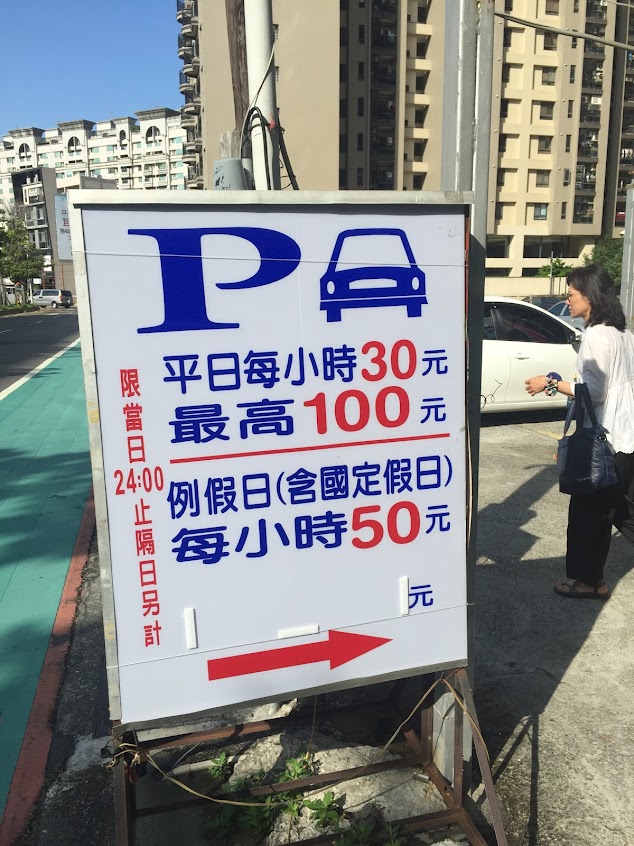 P
平日每小時30元
最高100元
例假日(含國定假日)
每小時50元
元
限當日24:00止隔日另計